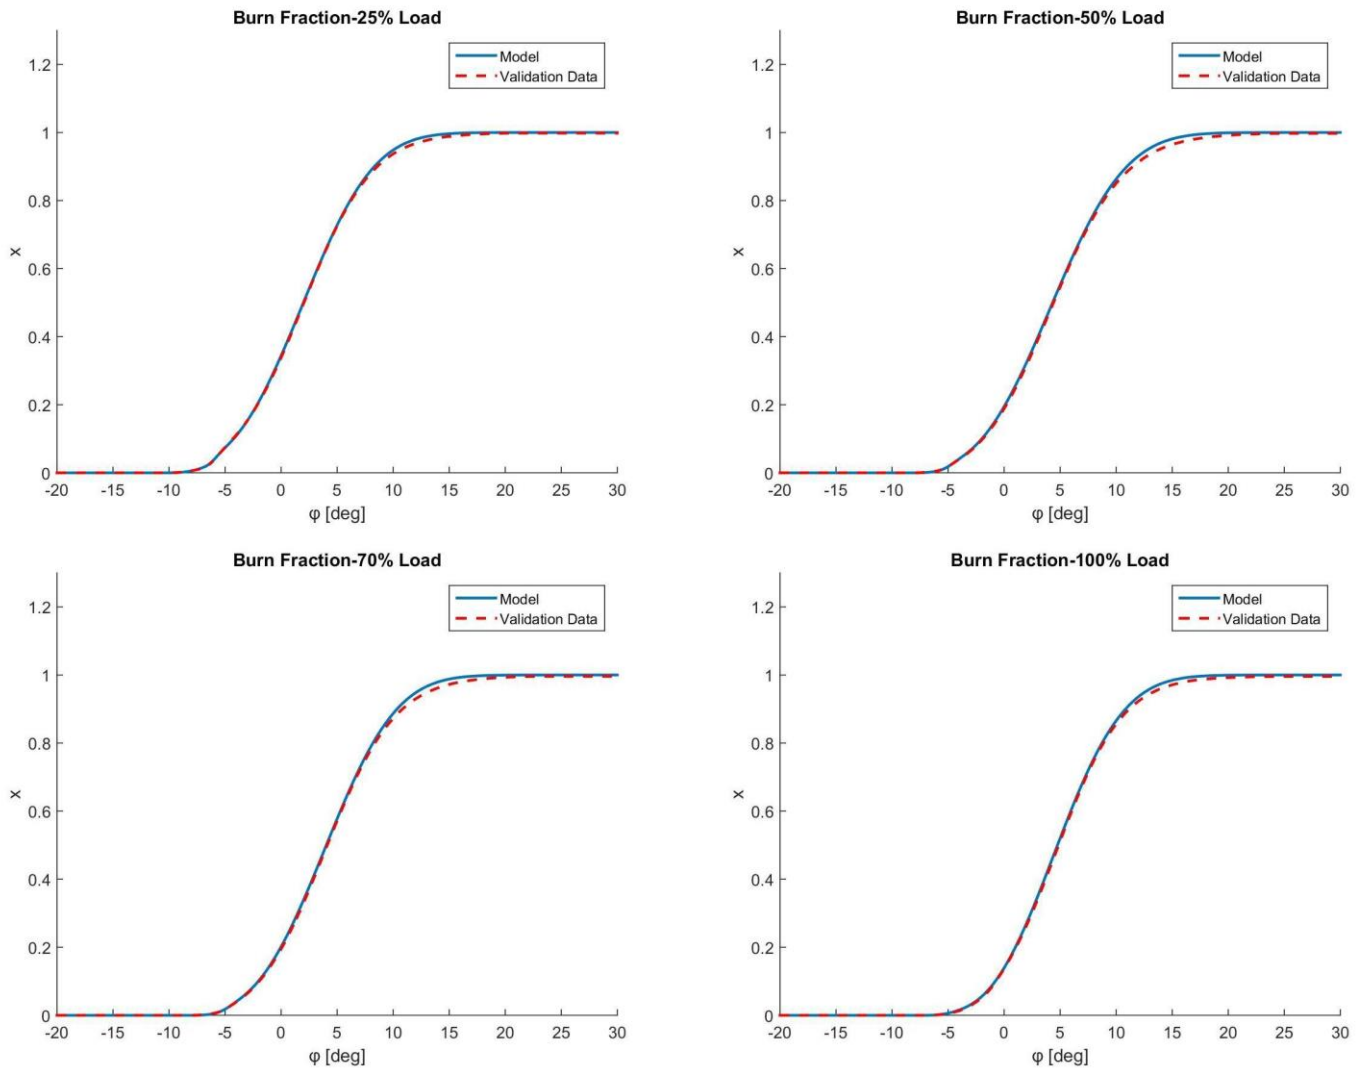 Burn Fraction-25% Load
Model
Validation Data
1.2
1
0.8
0.6
0.4
0.2
0
x
-20 -15 -10 -5 0 5 10 15 20 25 30
φ [deg]
Burn Fraction-50% Load
Model
Validation Data
1.2
1
0.8
0.6
0.4
0.2
0
x
-20 -15 -10 -5 0 5 10 15 20 25 30
φ [deg]
Burn Fraction-70% Load
Model
Validation Data
1.2
1
0.8
0.6
0.4
0.2
0
x
-20 -15 -10 -5 0 5 10 15 20 25 30
φ [deg]
Burn Fraction-100% Load
Model
Validation Data
1.2
1
0.8
0.6
0.4
0.2
0
x
-20 -15 -10 -5 0 5 10 15 20 25 30
φ [deg]